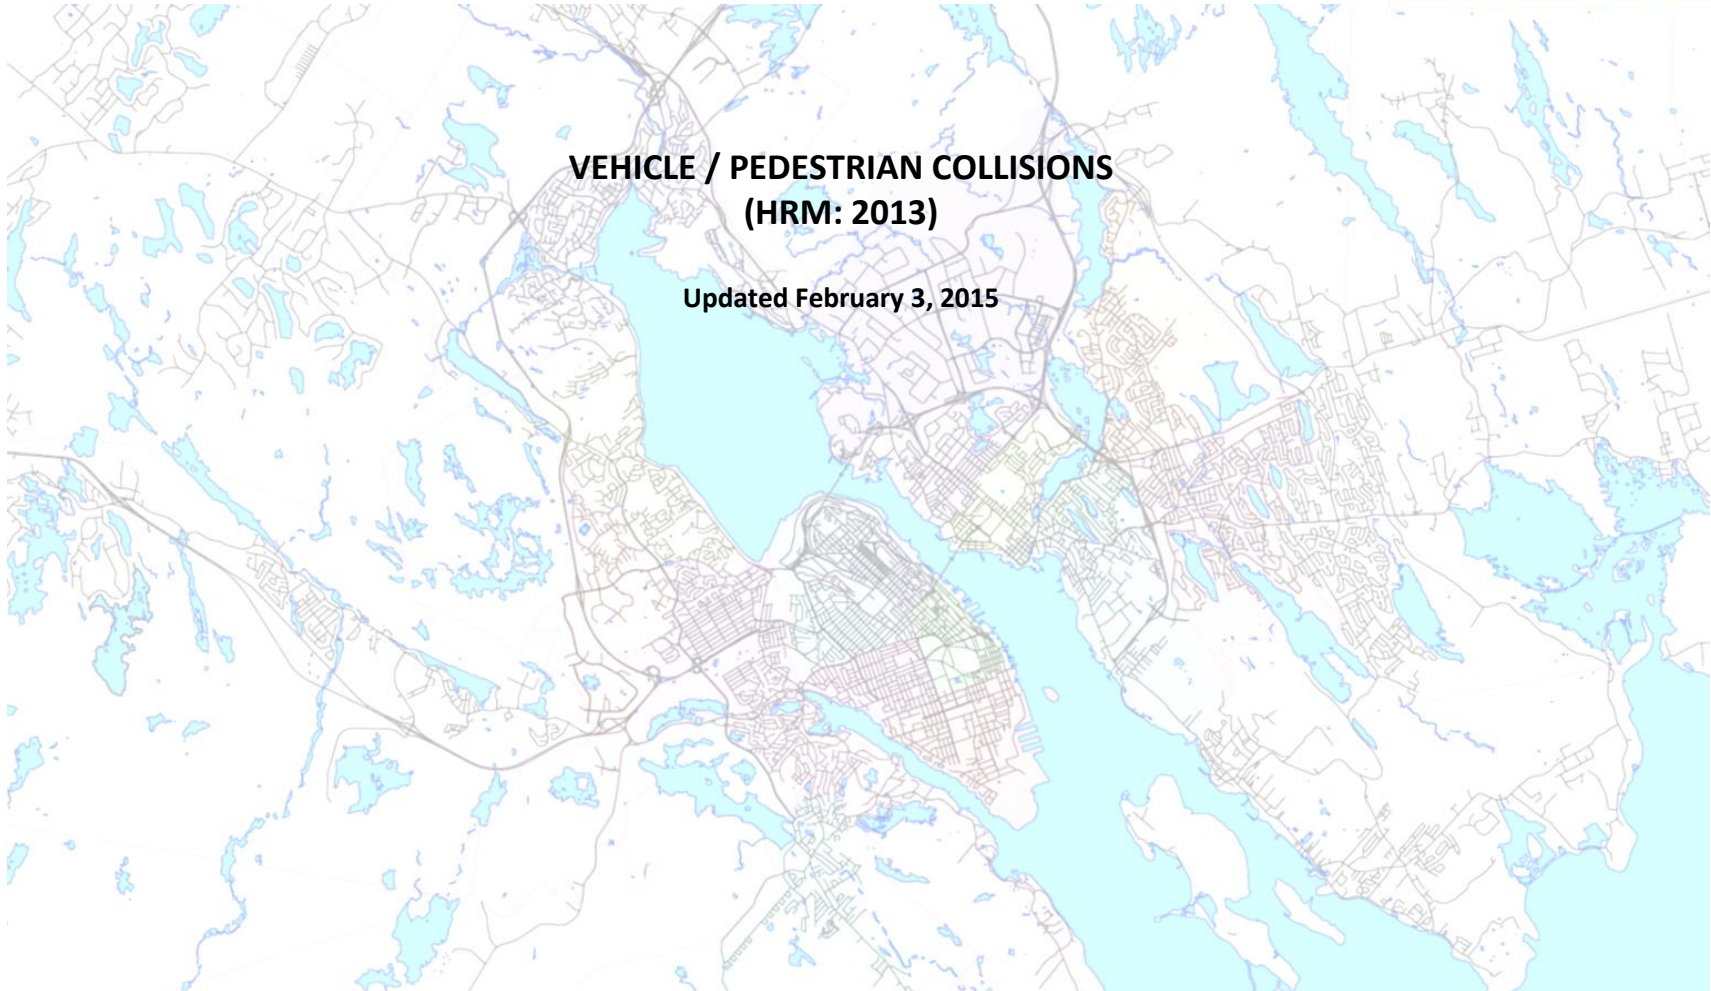 VEHICLE / PEDESTRIAN COLLISIONS
(HRM: 2013)
Updated February 3, 2015